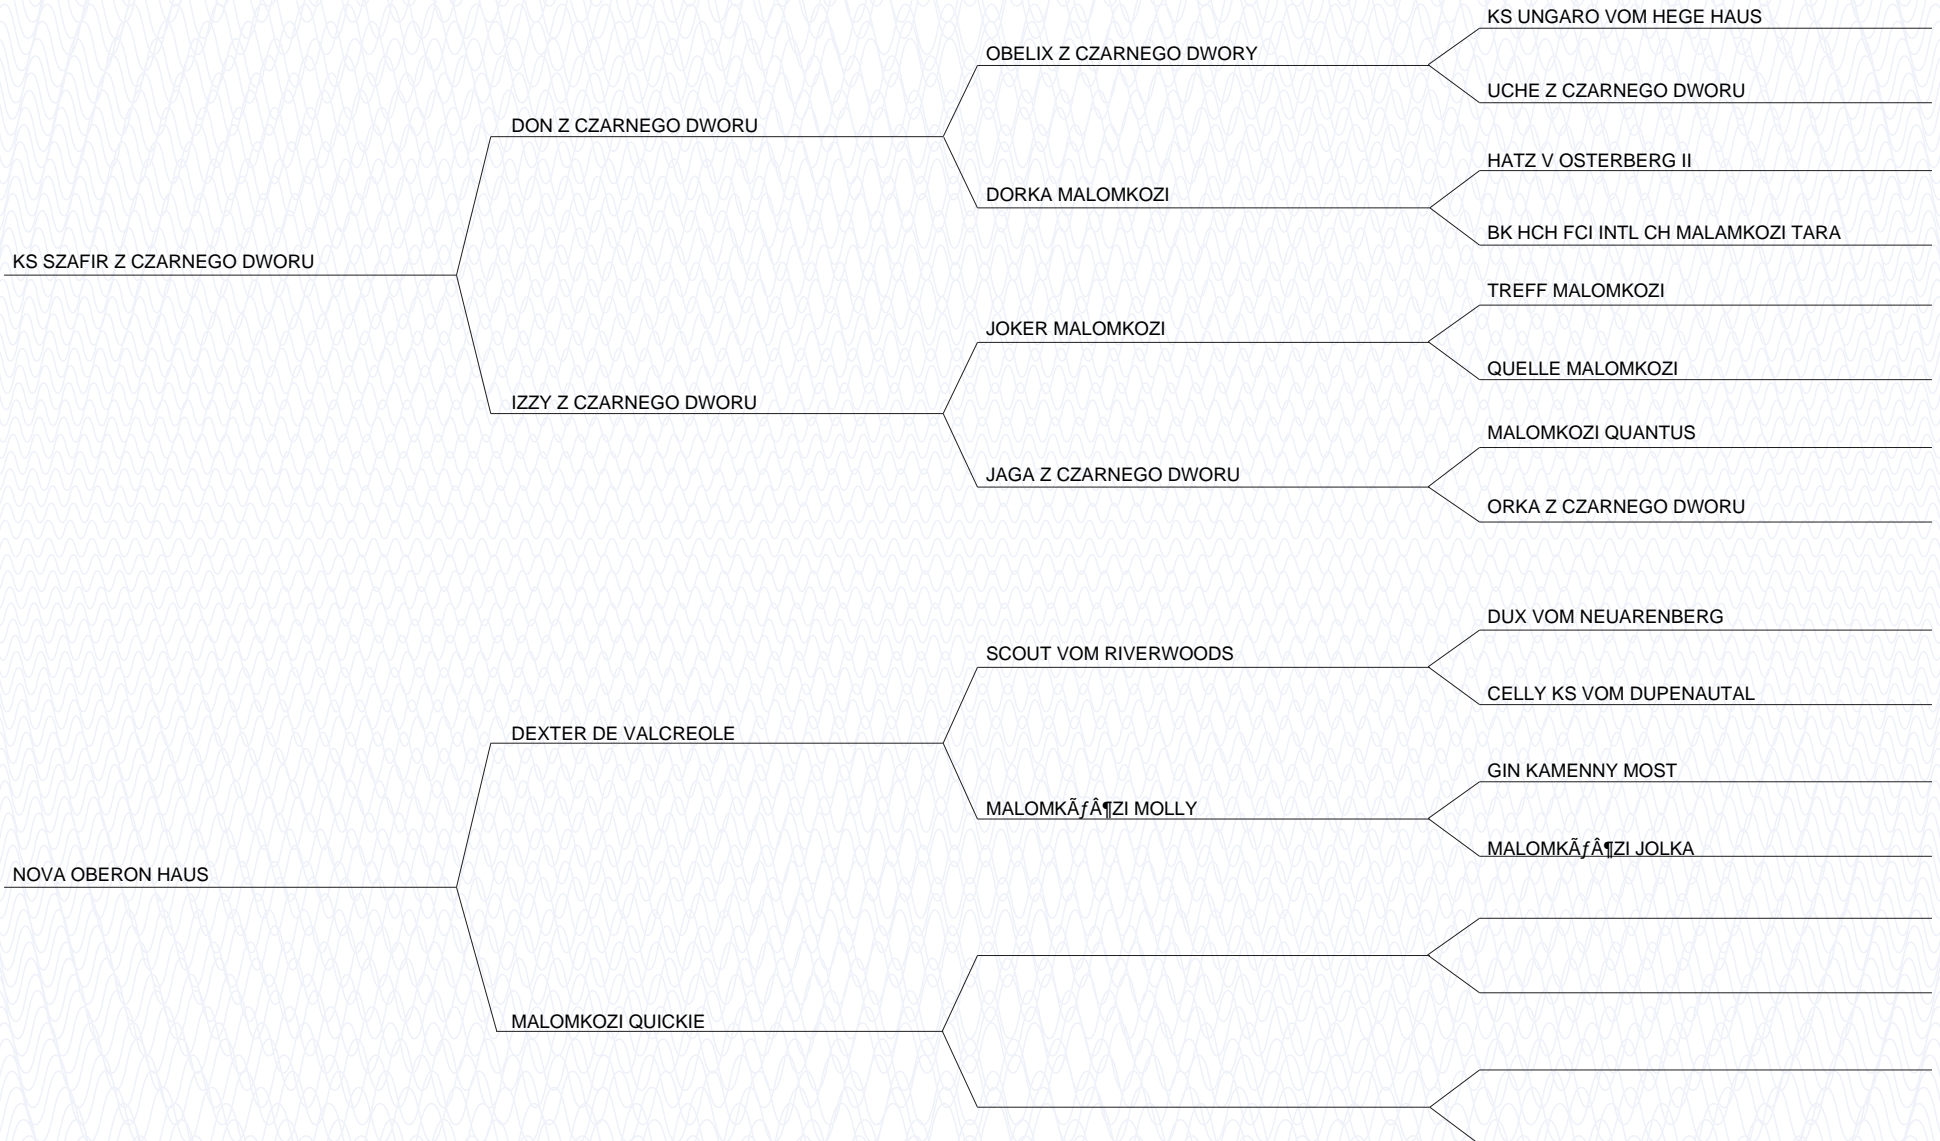 KS UNGARO VOM HEGE HAUS
OBELIX Z CZARNEGO DWORY
UCHE Z CZARNEGO DWORU
DON Z CZARNEGO DWORU
HATZ V OSTERBERG II
DORKA MALOMKOZI
BK HCH FCI INTL CH MALAMKOZI TARA
KS SZAFIR Z CZARNEGO DWORU
TREFF MALOMKOZI
JOKER MALOMKOZI
QUELLE MALOMKOZI
IZZY Z CZARNEGO DWORU
MALOMKOZI QUANTUS
JAGA Z CZARNEGO DWORU
ORKA Z CZARNEGO DWORU
DUX VOM NEUARENBERG
SCOUT VOM RIVERWOODS
CELLY KS VOM DUPENAUTAL
DEXTER DE VALCREOLE
GIN KAMENNY MOST
MALOMKÃƒÂ¶ZI MOLLY
MALOMKÃƒÂ¶ZI JOLKA
NOVA OBERON HAUS
MALOMKOZI QUICKIE